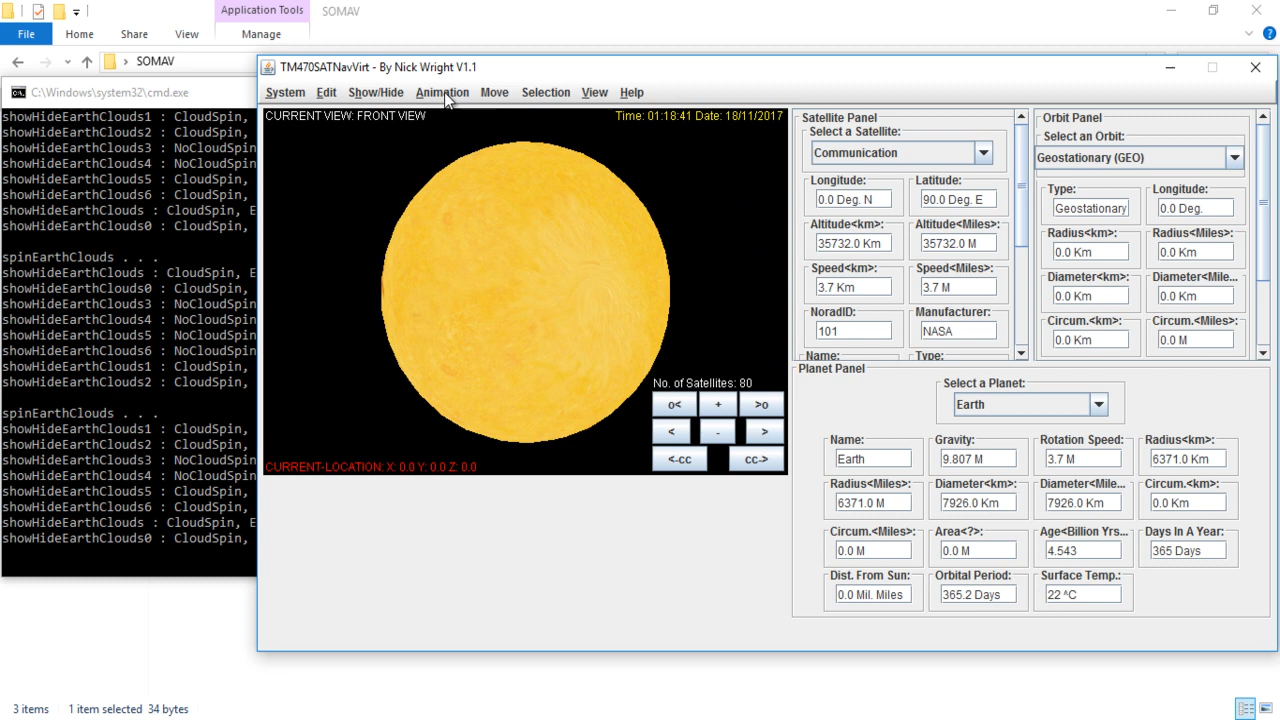 Application Tools
SOMAV
File
Home
Share
View
Manage
SOMAV
C:\Windows\system32\cmd.exe
showHideEarthClouds1 : CloudSpin,
showHideEarthClouds2 : CloudSpin,
showHideEarthClouds3 : NoCloudSpin
showHideEarthClouds4 : NoCloudSpin
showHideEarthClouds5 : CloudSpin,
showHideEarthClouds6 : CloudSpin,
showHideEarthClouds : CloudSpin, E
showHideEarthClouds0 : CloudSpin,
spinEarthClouds . . .
showHideEarthClouds : CloudSpin, E
showHideEarthClouds0 : CloudSpin,
showHideEarthClouds3 : NoCloudSpin
showHideEarthClouds4 : NoCloudSpin
showHideEarthClouds5 : NoCloudSpin
showHideEarthClouds6 : NoCloudSpin
showHideEarthClouds1 : CloudSpin,
showHideEarthClouds2 : CloudSpin,
spinEarthClouds . . .
showHideEarthClouds1 : CloudSpin,
showHideEarthClouds2 : CloudSpin,
showHideEarthClouds3 : NoCloudSpin
showHideEarthClouds4 : NoCloudSpin
showHideEarthClouds5 : CloudSpin,
showHideEarthClouds6 : CloudSpin,
showHideEarthClouds : CloudSpin, E
showHideEarthClouds0 : CloudSpin,
TM470SATNavVirt - By Nick Wright V1.1
System Edit Show/Hide Animation Move Selection View Help
CURRENT VIEW: FRONT VIEW
Time: 01:18:41 Date: 18/11/2017
No. of Satellites: 80
o< + >o
< - >
<-cc cc->
CURRENT-LOCATION: X: 0.0 Y: 0.0 Z: 0.0
Satellite Panel
Select a Satellite:
Communication
Longitude: Latitude:
0.0 Deg. N 90.0 Deg. E
Altitude<km>: Altitude<Miles>:
35732.0 Km 35732.0 M
Speed<km>: Speed<Miles>:
3.7 Km 3.7 M
NoradID: Manufacturer:
101 NASA
Name: Type:
Orbit Panel
Select an Orbit:
Geostationary (GEO)
Type: Longitude:
Geostationary 0.0 Deg.
Radius<km>: Radius<Miles>:
0.0 Km 0.0 Km
Diameter<km>: Diameter<Mile...
0.0 Km 0.0 Km
Circum.<km>: Circum.<Miles>:
0.0 Km 0.0 M
Planet Panel
Select a Planet:
Earth
Name: Gravity: Rotation Speed: Radius<km>:
Earth 9.807 M 3.7 M 6371.0 Km
Radius<Miles>: Diameter<km>: Diameter<Mile... Circum.<km>:
6371.0 M 7926.0 Km 7926.0 Km 0.0 Km
Circum.<Miles>: Area<?>: Age<Billion Yrs... Days In A Year:
0.0 M 0.0 M 4.543 365 Days
Dist. From Sun: Orbital Period: Surface Temp.:
0.0 Mil. Miles 365.2 Days 22 ^C
3 items 1 item selected 34 bytes